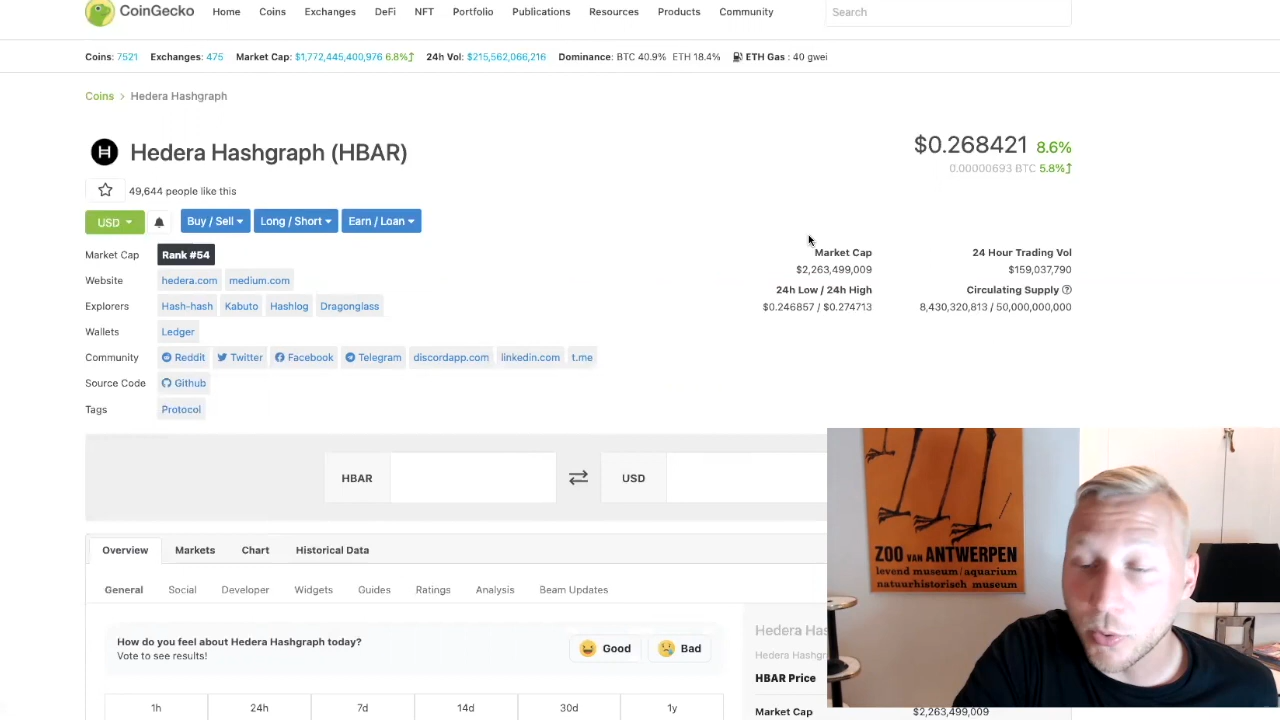 CoinGecko Home Coins Exchanges DeFi NFT Portfolio Publications Resources Products Community Search
Coins: 7521 Exchanges: 475 Market Cap: $1,772,445,400,976 6.8% 24h Vol: $215,562,066,216 Dominance: BTC 40.9% ETH 18.4% ETH Gas : 40 gwei
Coins > Hedera Hashgraph
Hedera Hashgraph (HBAR)
$0.268421 8.6%
0.00000693 BTC 5.8%
49,644 people like this
USD Buy / Sell Long / Short Earn / Loan
Market Cap Rank #54
Website hedera.com medium.com
Explorers Hash-hash Kabuto Hashlog Dragonglass
Wallets Ledger
Community Reddit Twitter Facebook Telegram discordapp.com linkedin.com t.me
Source Code Github
Tags Protocol
Market Cap 24 Hour Trading Vol
$2,263,499,009 $159,037,790
24h Low / 24h High Circulating Supply
$0.246857 / $0.274713 8,430,320,813 / 50,000,000,000
HBAR USD
Overview Markets Chart Historical Data
General Social Developer Widgets Guides Ratings Analysis Beam Updates
How do you feel about Hedera Hashgraph today?
Vote to see results!
Good Bad
1h 24h 7d 14d 30d 1y
Hedera Has
Hedera Hashgr
HBAR Price
Market Cap $2,263,499,009
ZOO VAN ANTWERPEN
levend museum/aquarium
natuurhistorisch museum